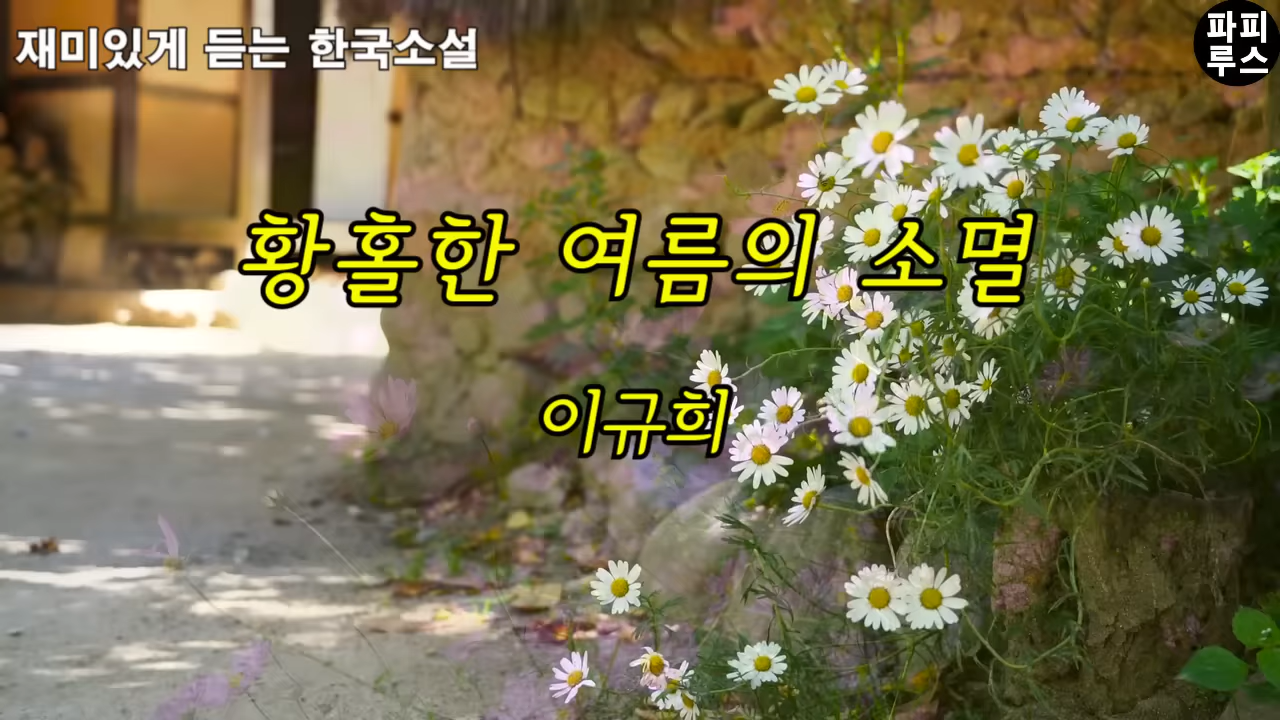 재미있게 듣는 한국소설
파피
루스
황홀한 여름의 소멸
이규희